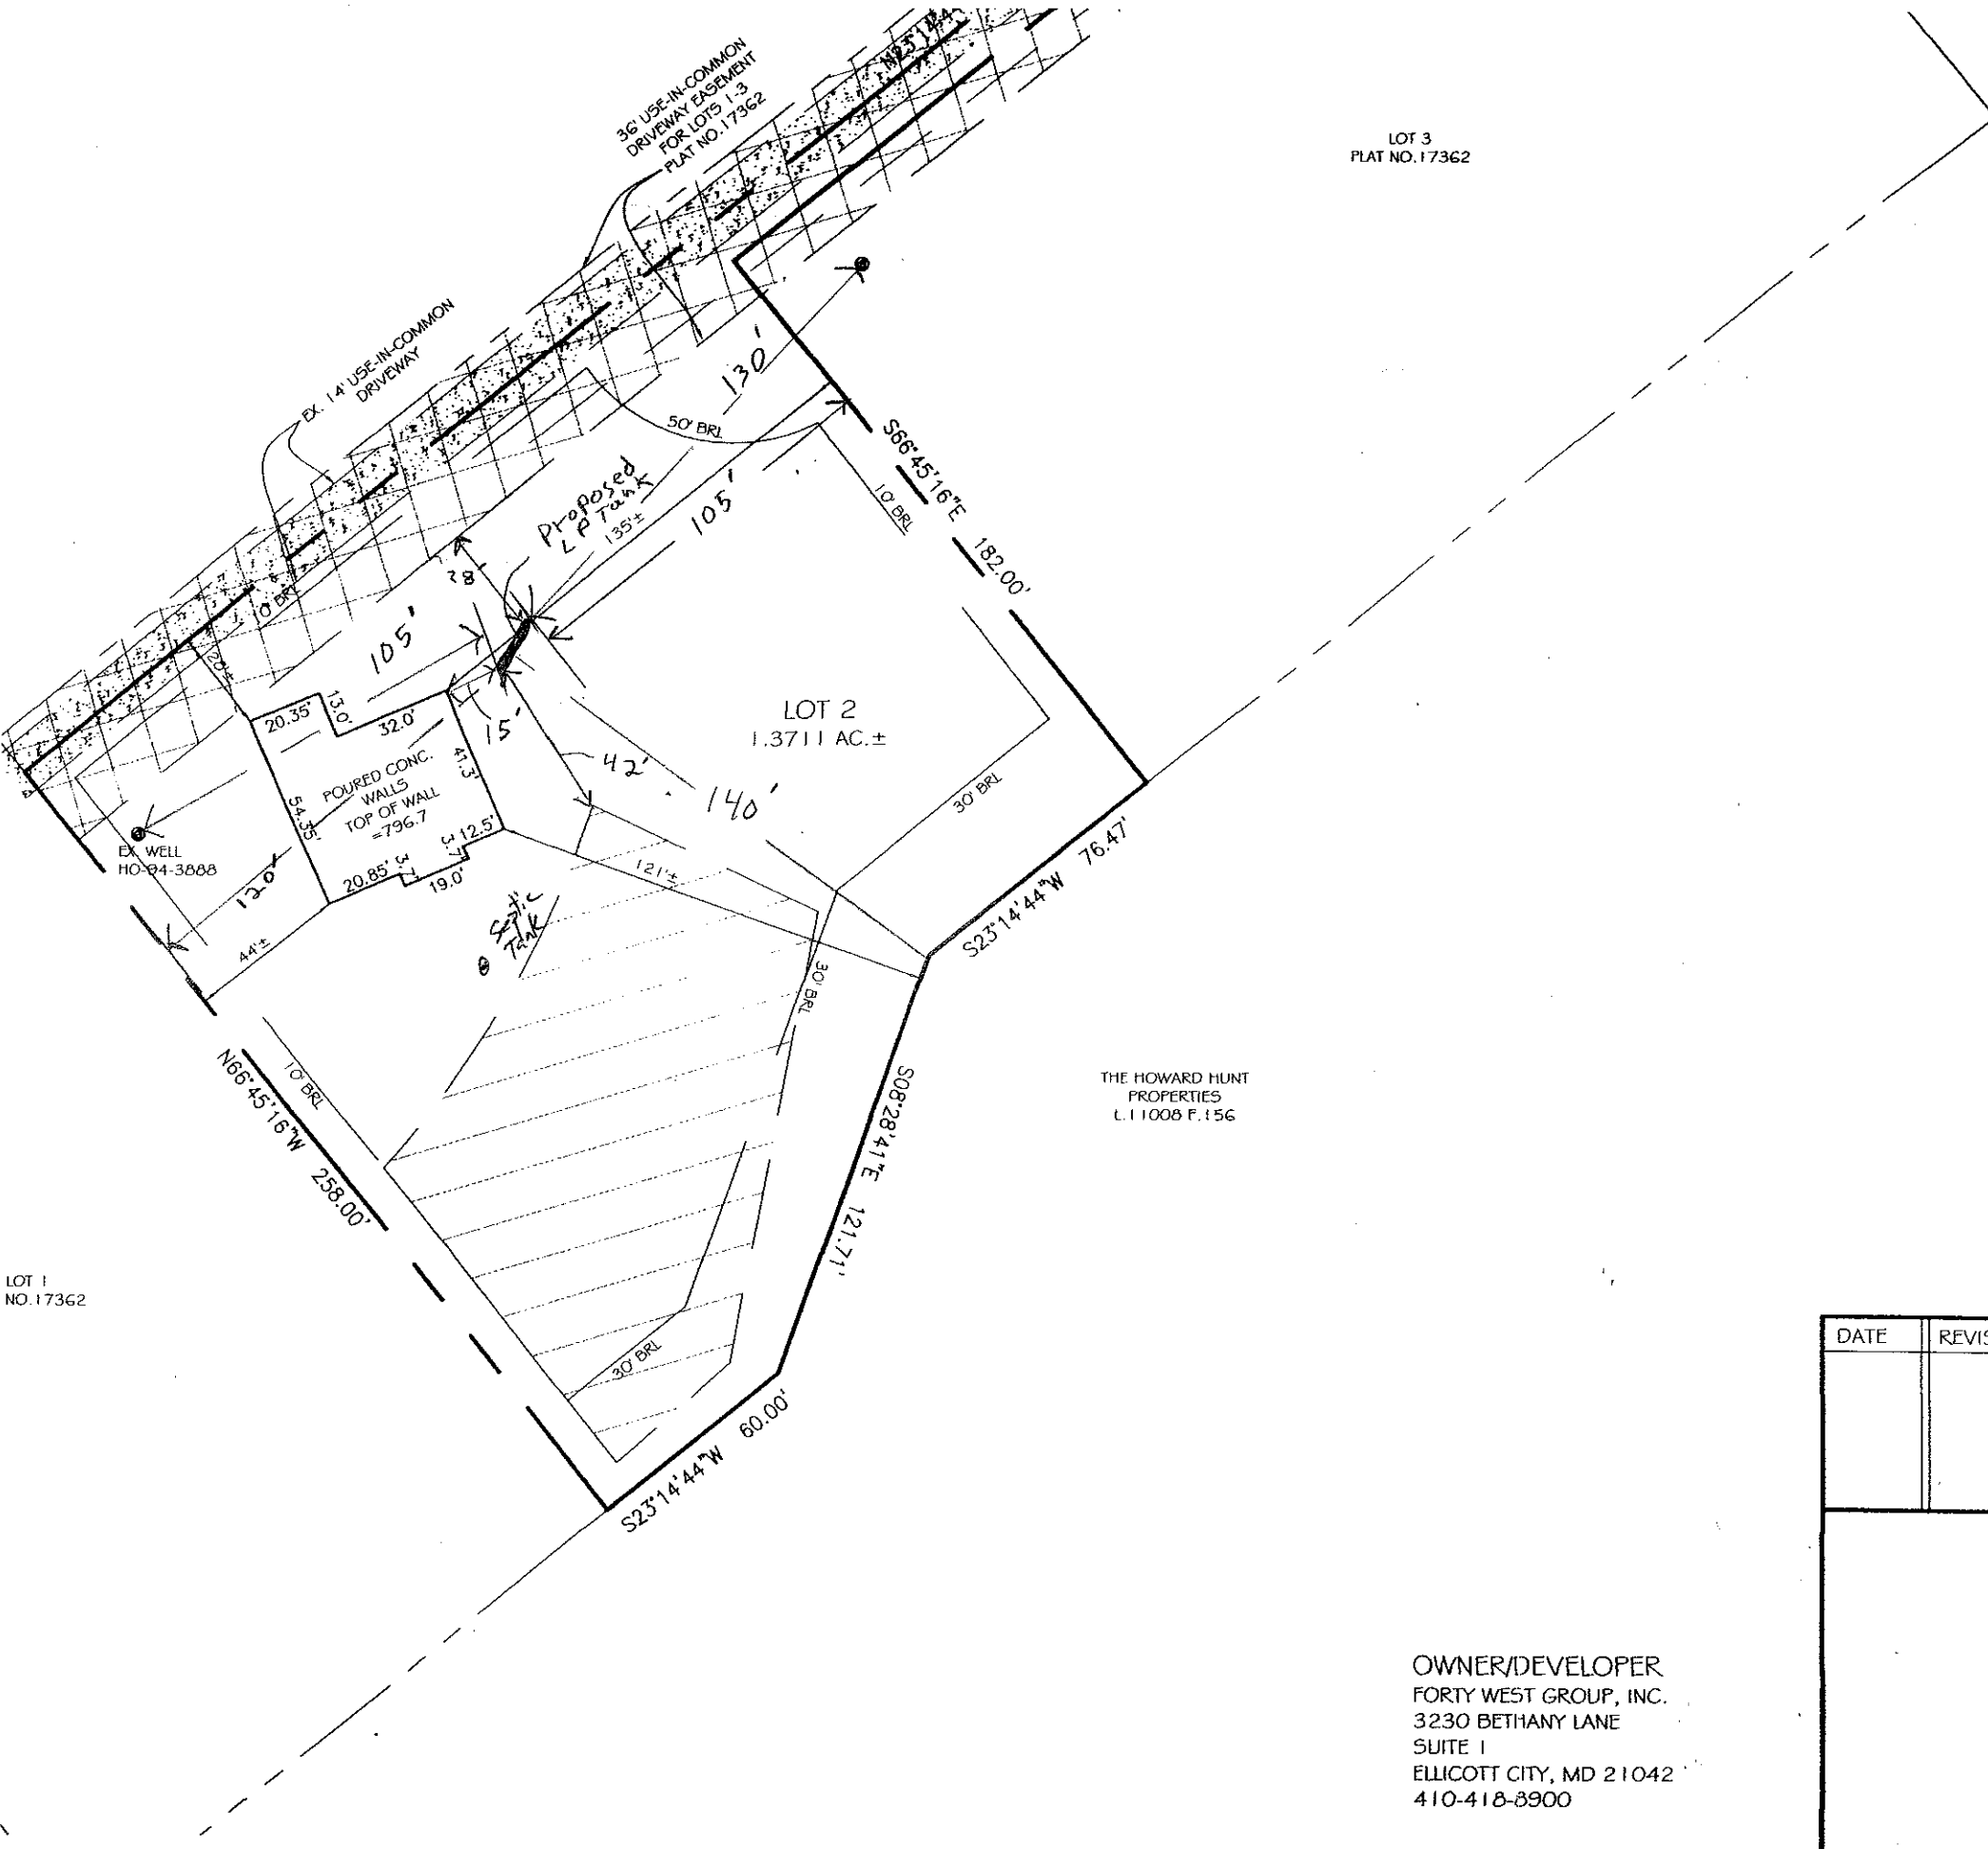 36' USE-IN-COMMON
DRIVEWAY EASEMENT
FOR LOTS 1-3
PLAT NO.17362
LOT 3
PLAT NO.17362
EX. 14' USE-IN-COMMON
DRIVEWAY
130'
50' BRL
S66°45'16"E 182.00'
10' BRL
Proposed
LP Tank
135'±
105'
28'
10' BRL
105'
120'±
20.35'
13.0'
32.0'
15'
42'
41.3'
54.35'
POURED CONC.
WALLS
TOP OF WALL
=796.7
LOT 2
1.3711 AC.±
140'
30' BRL
EX. WELL
HO-94-3888
120'
20.85'
3.7'
19.0'
3.7'
12.5'
121'±
76.47'
S23°14'44"W
44'±
Septic
Tank
30' BRL
N66°45'16"W 258.00'
10' BRL
S08°28'41"E 121.71'
THE HOWARD HUNT
PROPERTIES
L.11008 F.156
LOT 1
NO.17362
30' BRL
S23°14'44"W 60.00'
DATE
OWNER/DEVELOPER
FORTY WEST GROUP, INC.
3230 BETHANY LANE
SUITE 1
ELLICOTT CITY, MD 21042
410-418-8900